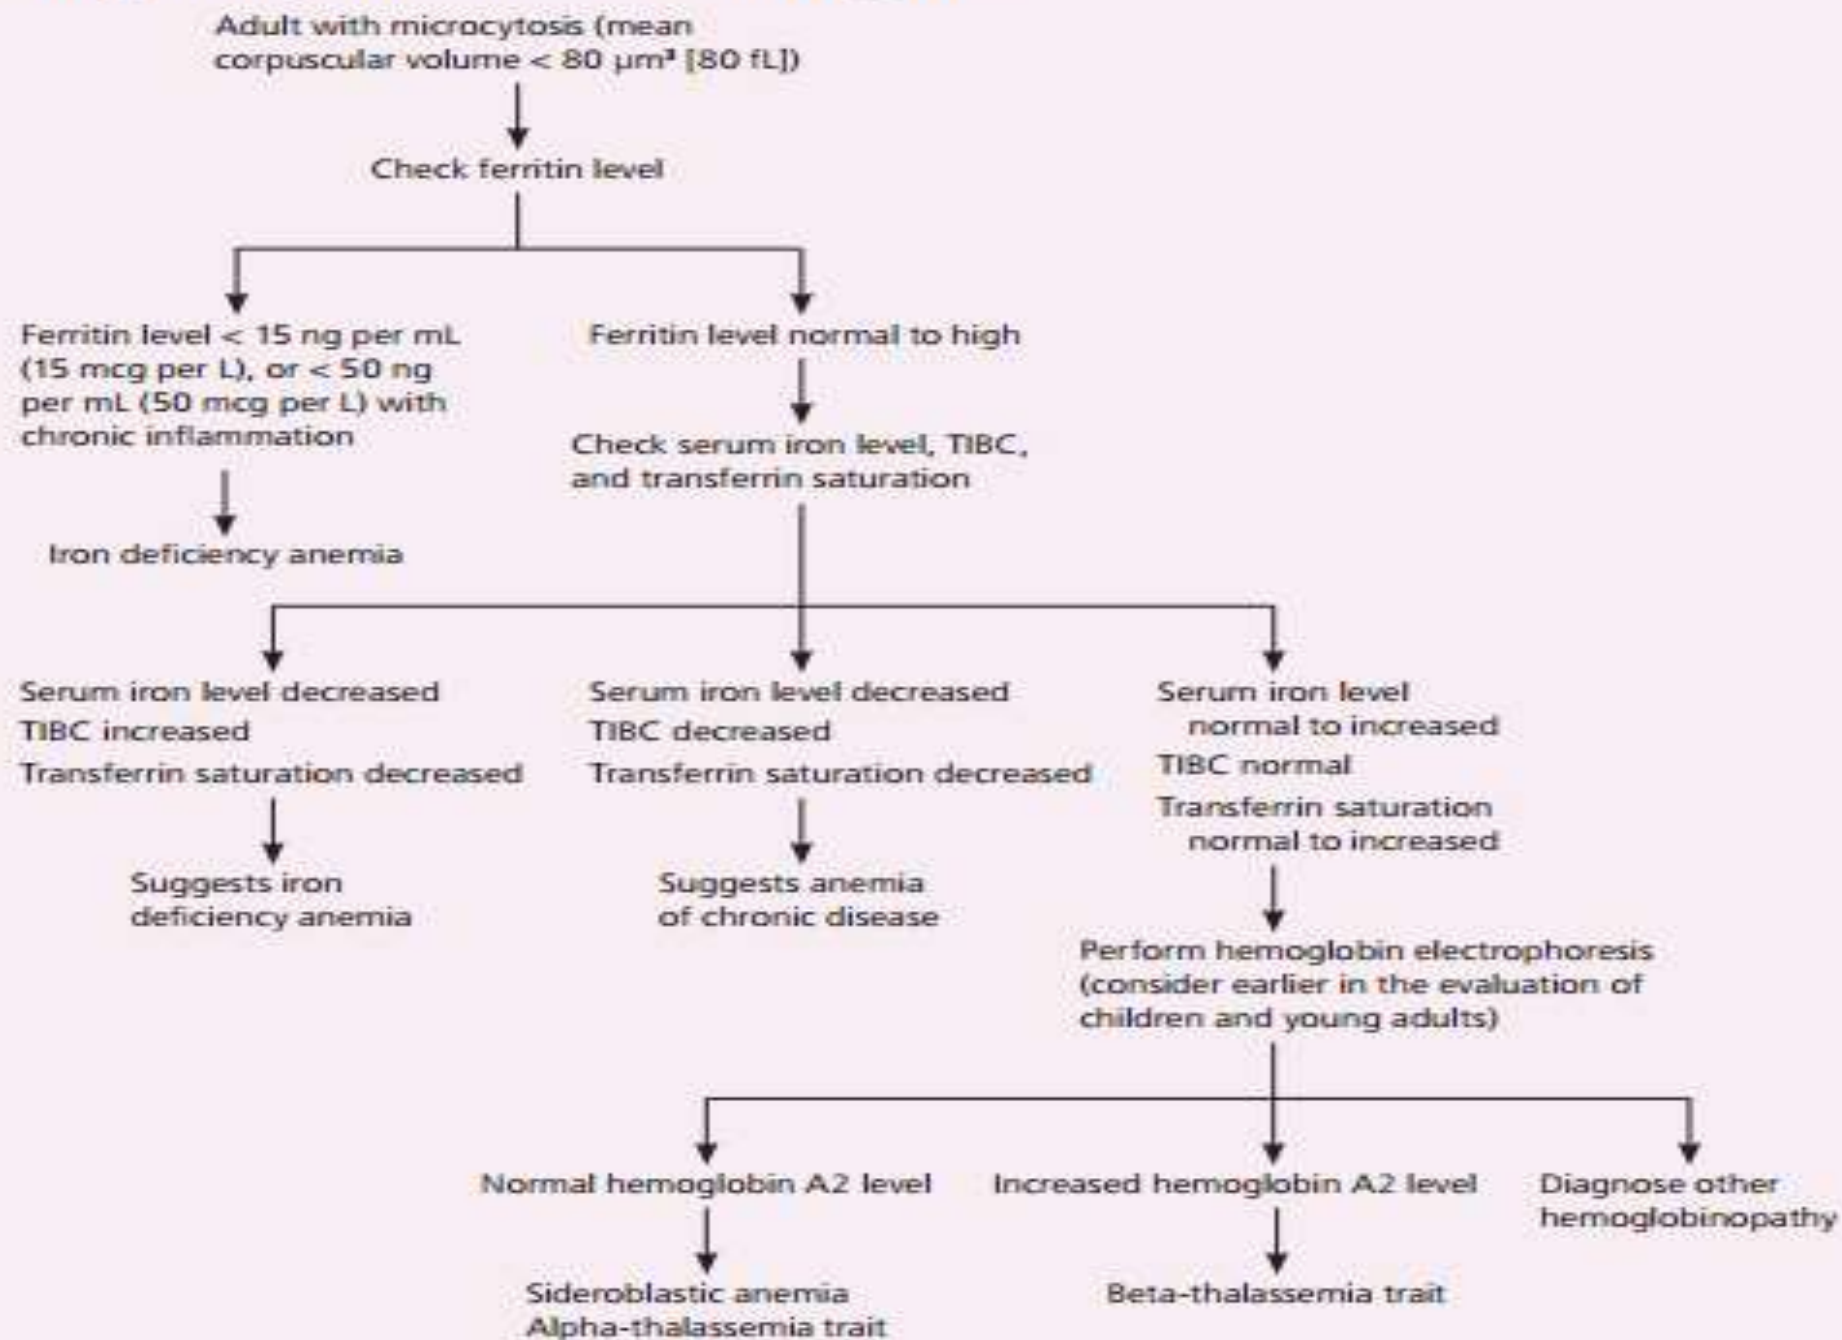 Adult with microcytosis (mean
corpuscular volume < 80 µm³ [80 fL])
Check ferritin level
Ferritin level < 15 ng per mL
(15 mcg per L), or < 50 ng
per mL (50 mcg per L) with
chronic inflammation
Iron deficiency anemia
Ferritin level normal to high
Check serum iron level, TIBC,
and transferrin saturation
Serum iron level decreased
TIBC increased
Transferrin saturation decreased
Suggests iron
deficiency anemia
Serum iron level decreased
TIBC decreased
Transferrin saturation decreased
Suggests anemia
of chronic disease
Serum iron level
normal to increased
TIBC normal
Transferrin saturation
normal to increased
Perform hemoglobin electrophoresis
(consider earlier in the evaluation of
children and young adults)
Normal hemoglobin A2 level
Sideroblastic anemia
Alpha-thalassemia trait
Increased hemoglobin A2 level
Beta-thalassemia trait
Diagnose other
hemoglobinopathy